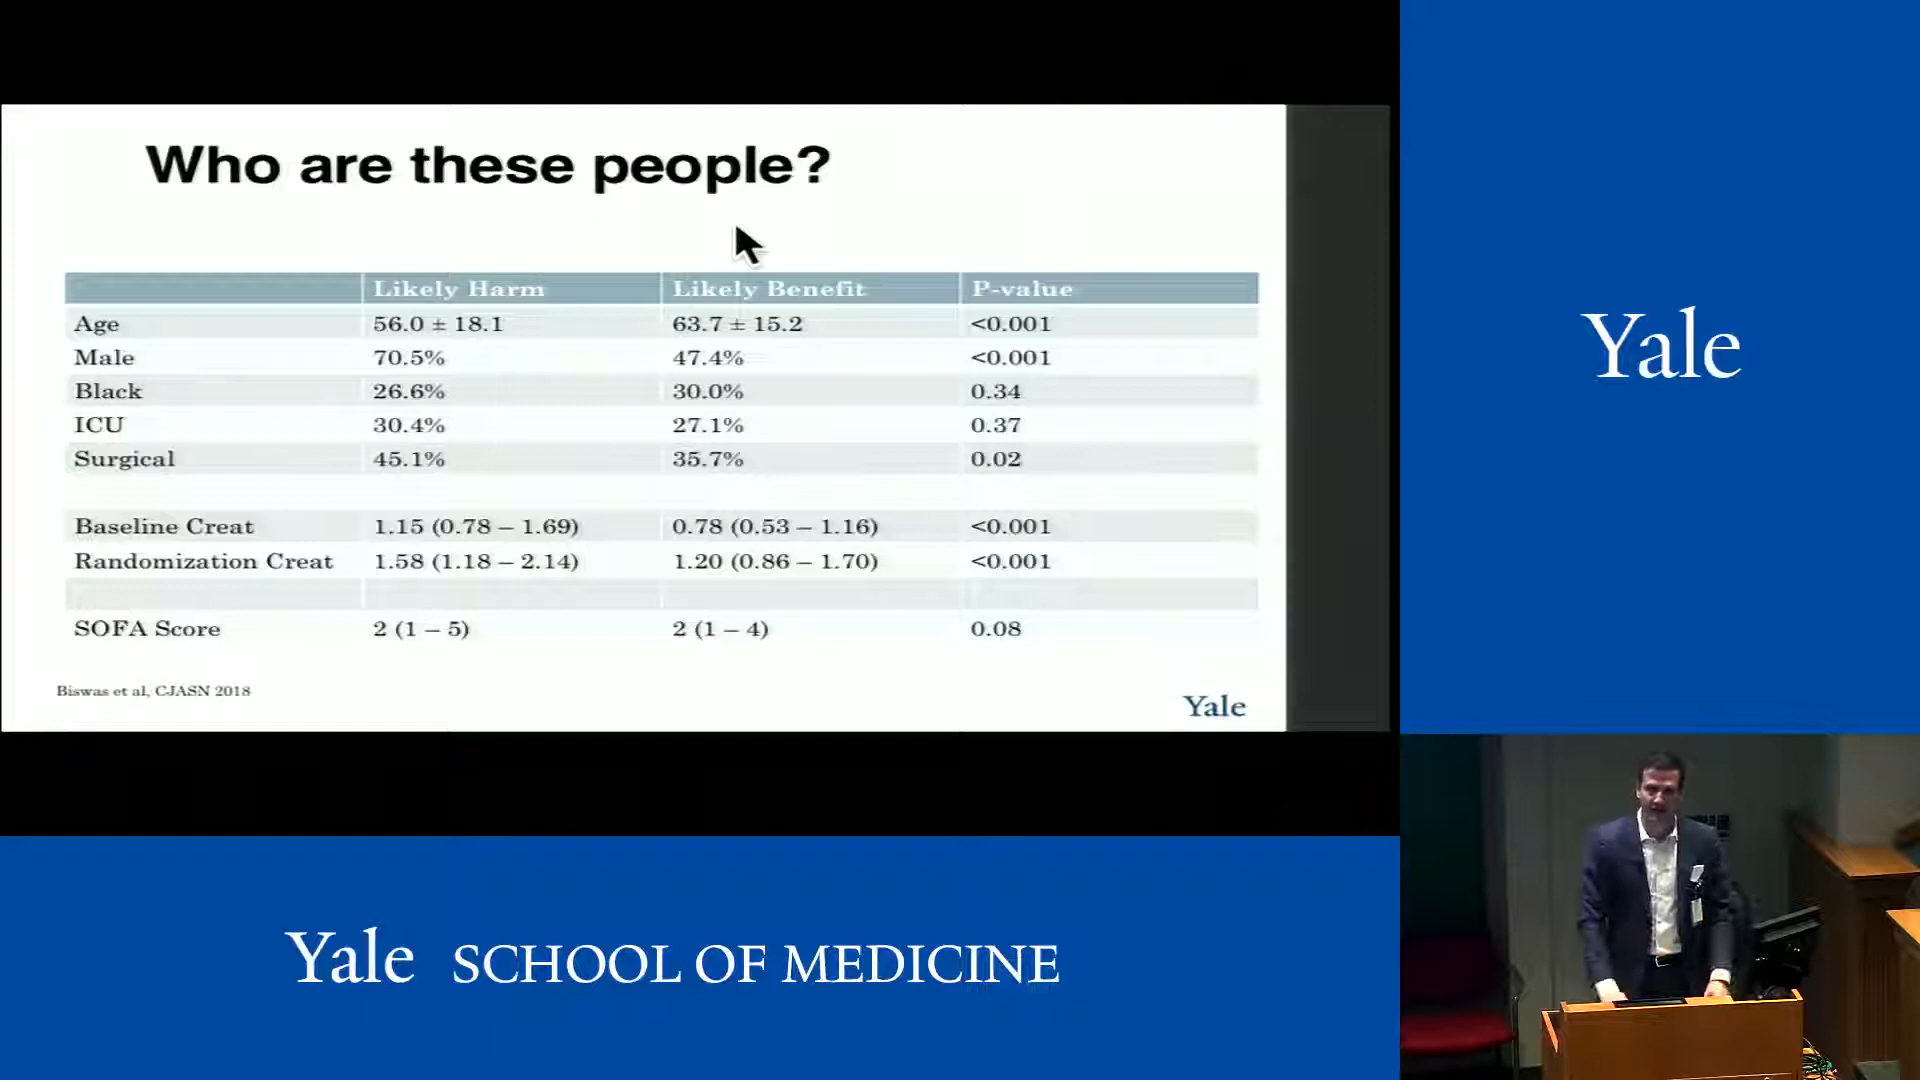 Who are these people?
Likely Harm Likely Benefit P-value
Age 56.0 ± 18.1 63.7 ± 15.2 <0.001
Male 70.5% 47.4% <0.001
Black 26.6% 30.0% 0.34
ICU 30.4% 27.1% 0.37
Surgical 45.1% 35.7% 0.02
Baseline Creat 1.15 (0.78 – 1.69) 0.78 (0.53 – 1.16) <0.001
Randomization Creat 1.58 (1.18 – 2.14) 1.20 (0.86 – 1.70) <0.001
SOFA Score 2 (1 – 5) 2 (1 – 4) 0.08
Biswas et al, CJASN 2018
Yale
Yale
Yale SCHOOL OF MEDICINE